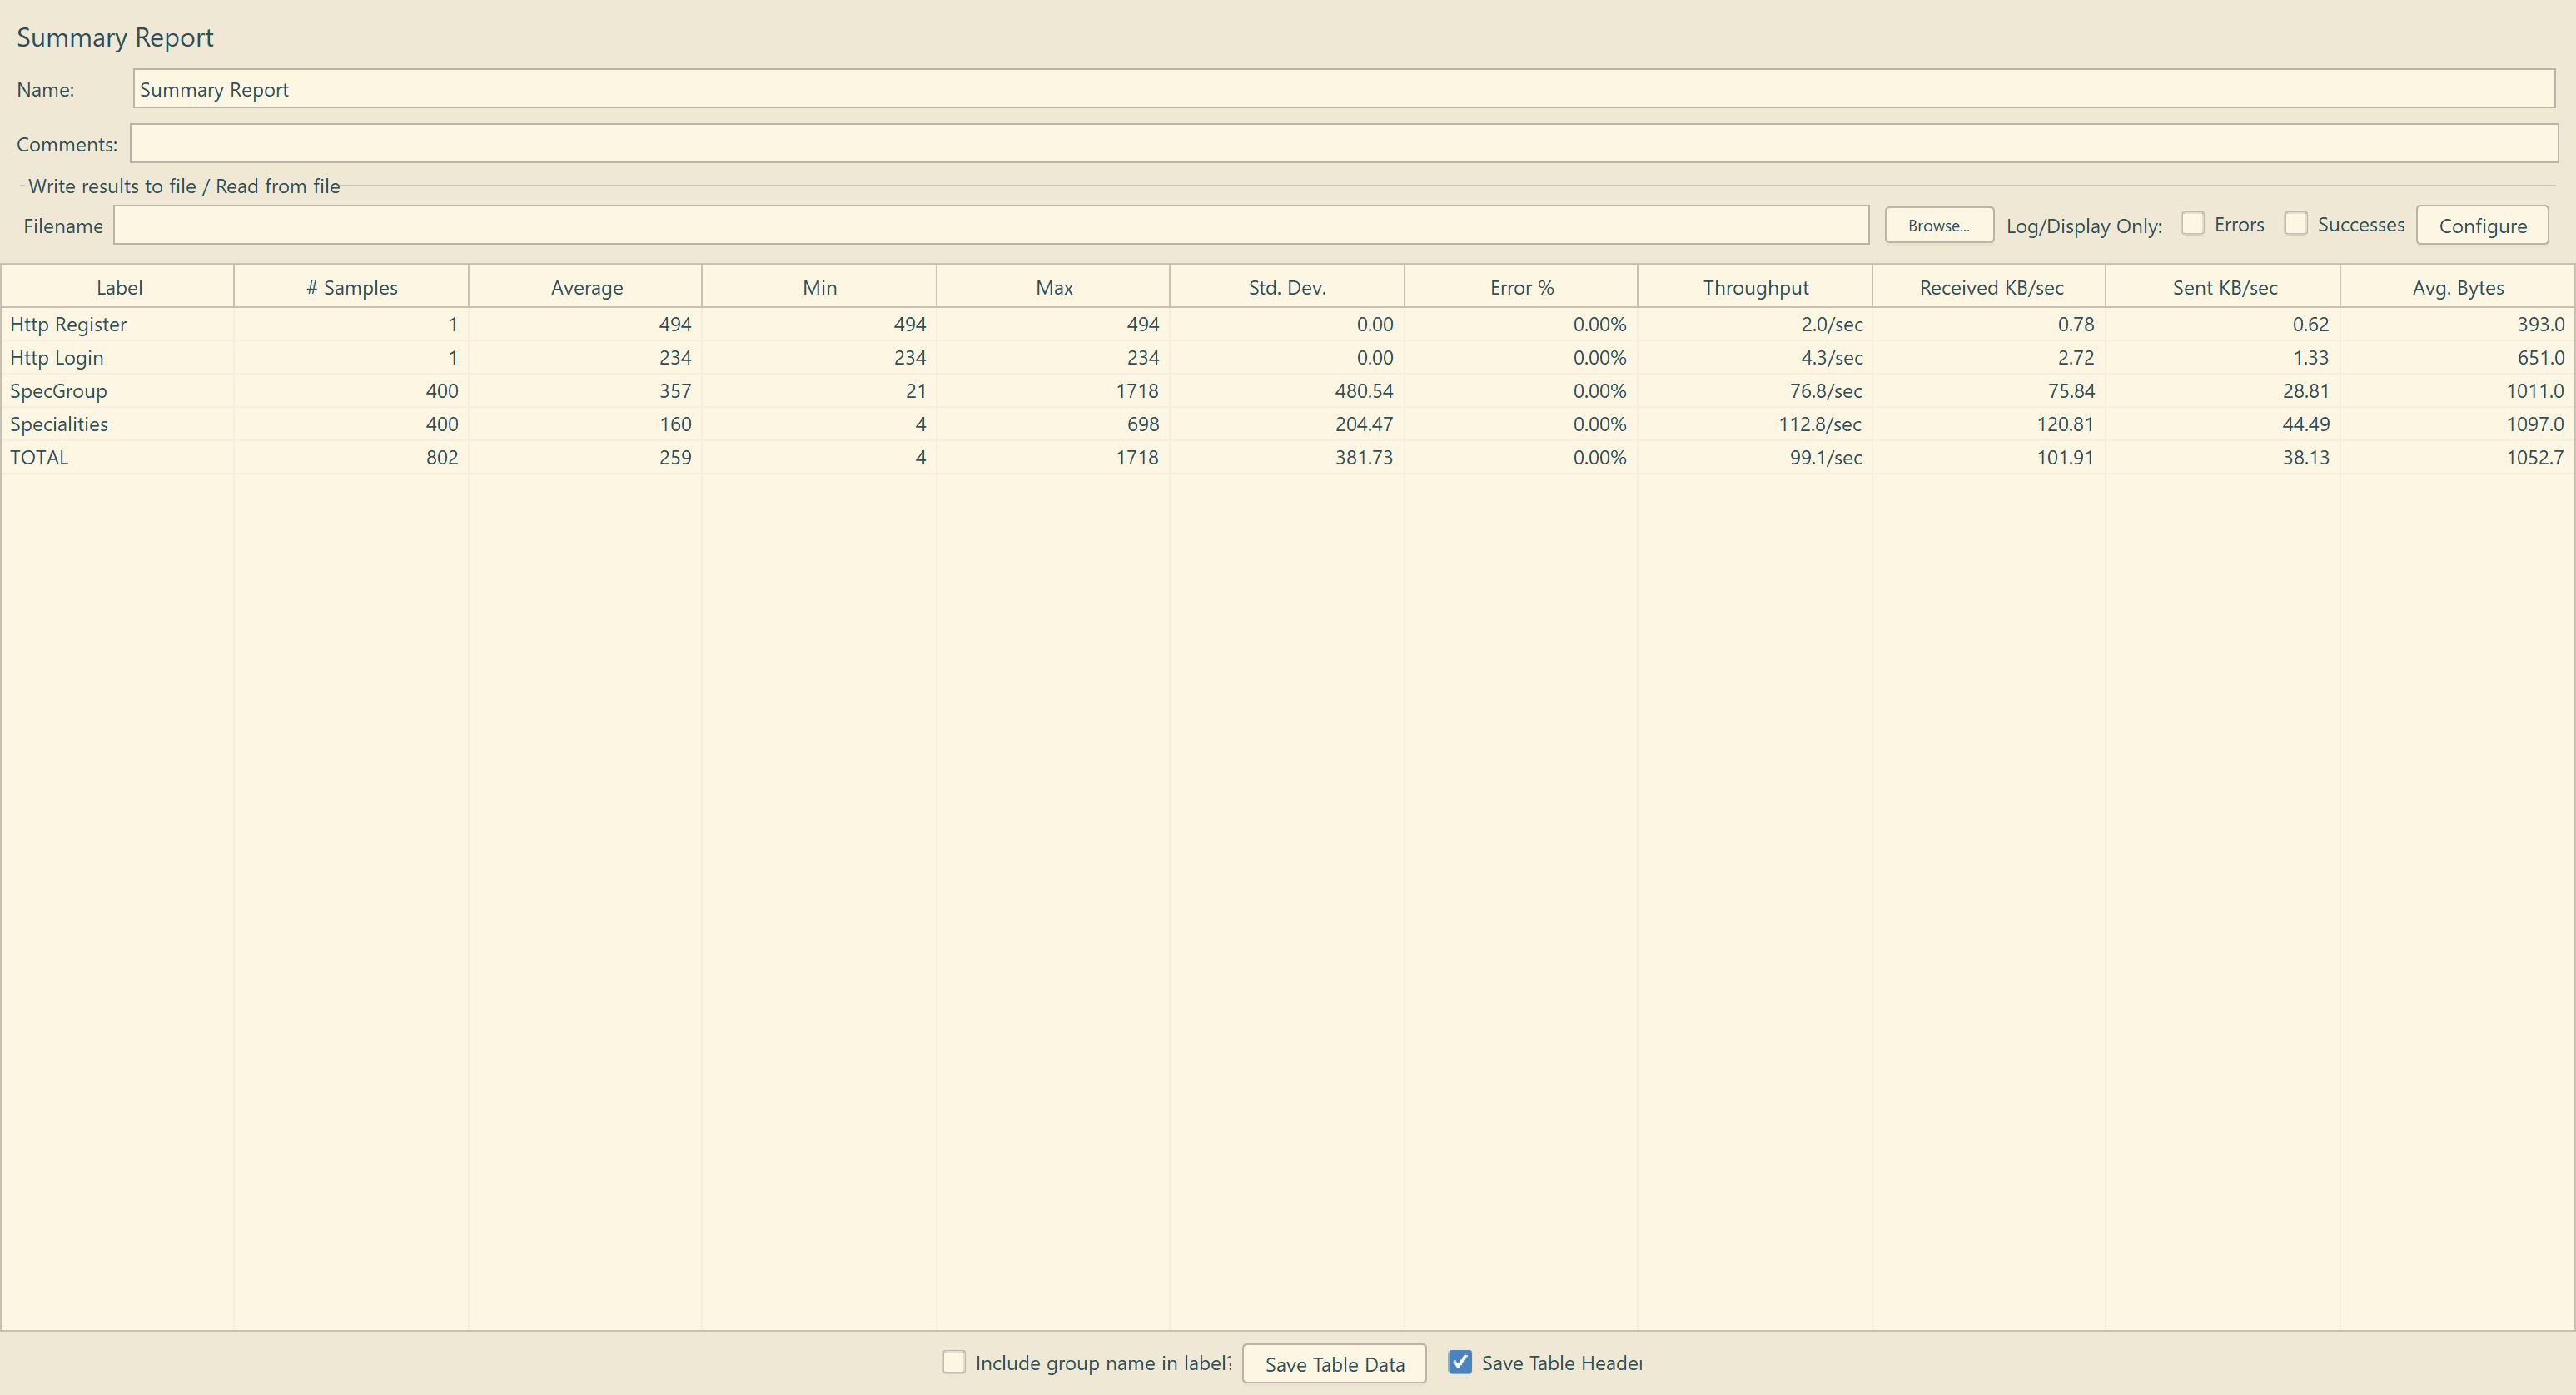 Summary Report
Name: Summary Report
Comments:
Write results to file / Read from file
Filename Browse... Log/Display Only: Errors Successes Configure
Label # Samples Average Min Max Std. Dev. Error % Throughput Received KB/sec Sent KB/sec Avg. Bytes
Http Register 1 494 494 494 0.00 0.00% 2.0/sec 0.78 0.62 393.0
Http Login 1 234 234 234 0.00 0.00% 4.3/sec 2.72 1.33 651.0
SpecGroup 400 357 21 1718 480.54 0.00% 76.8/sec 75.84 28.81 1011.0
Specialities 400 160 4 698 204.47 0.00% 112.8/sec 120.81 44.49 1097.0
TOTAL 802 259 4 1718 381.73 0.00% 99.1/sec 101.91 38.13 1052.7
Include group name in label? Save Table Data Save Table Header